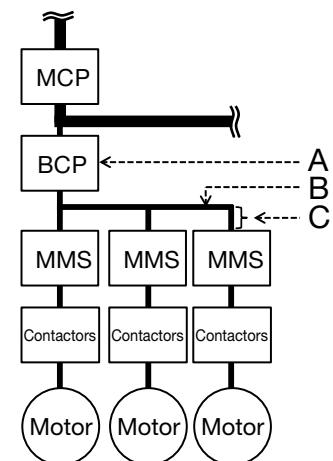 MCP
BCP
A
B
C
MMS MMS MMS
Contactors Contactors Contactors
Motor Motor Motor